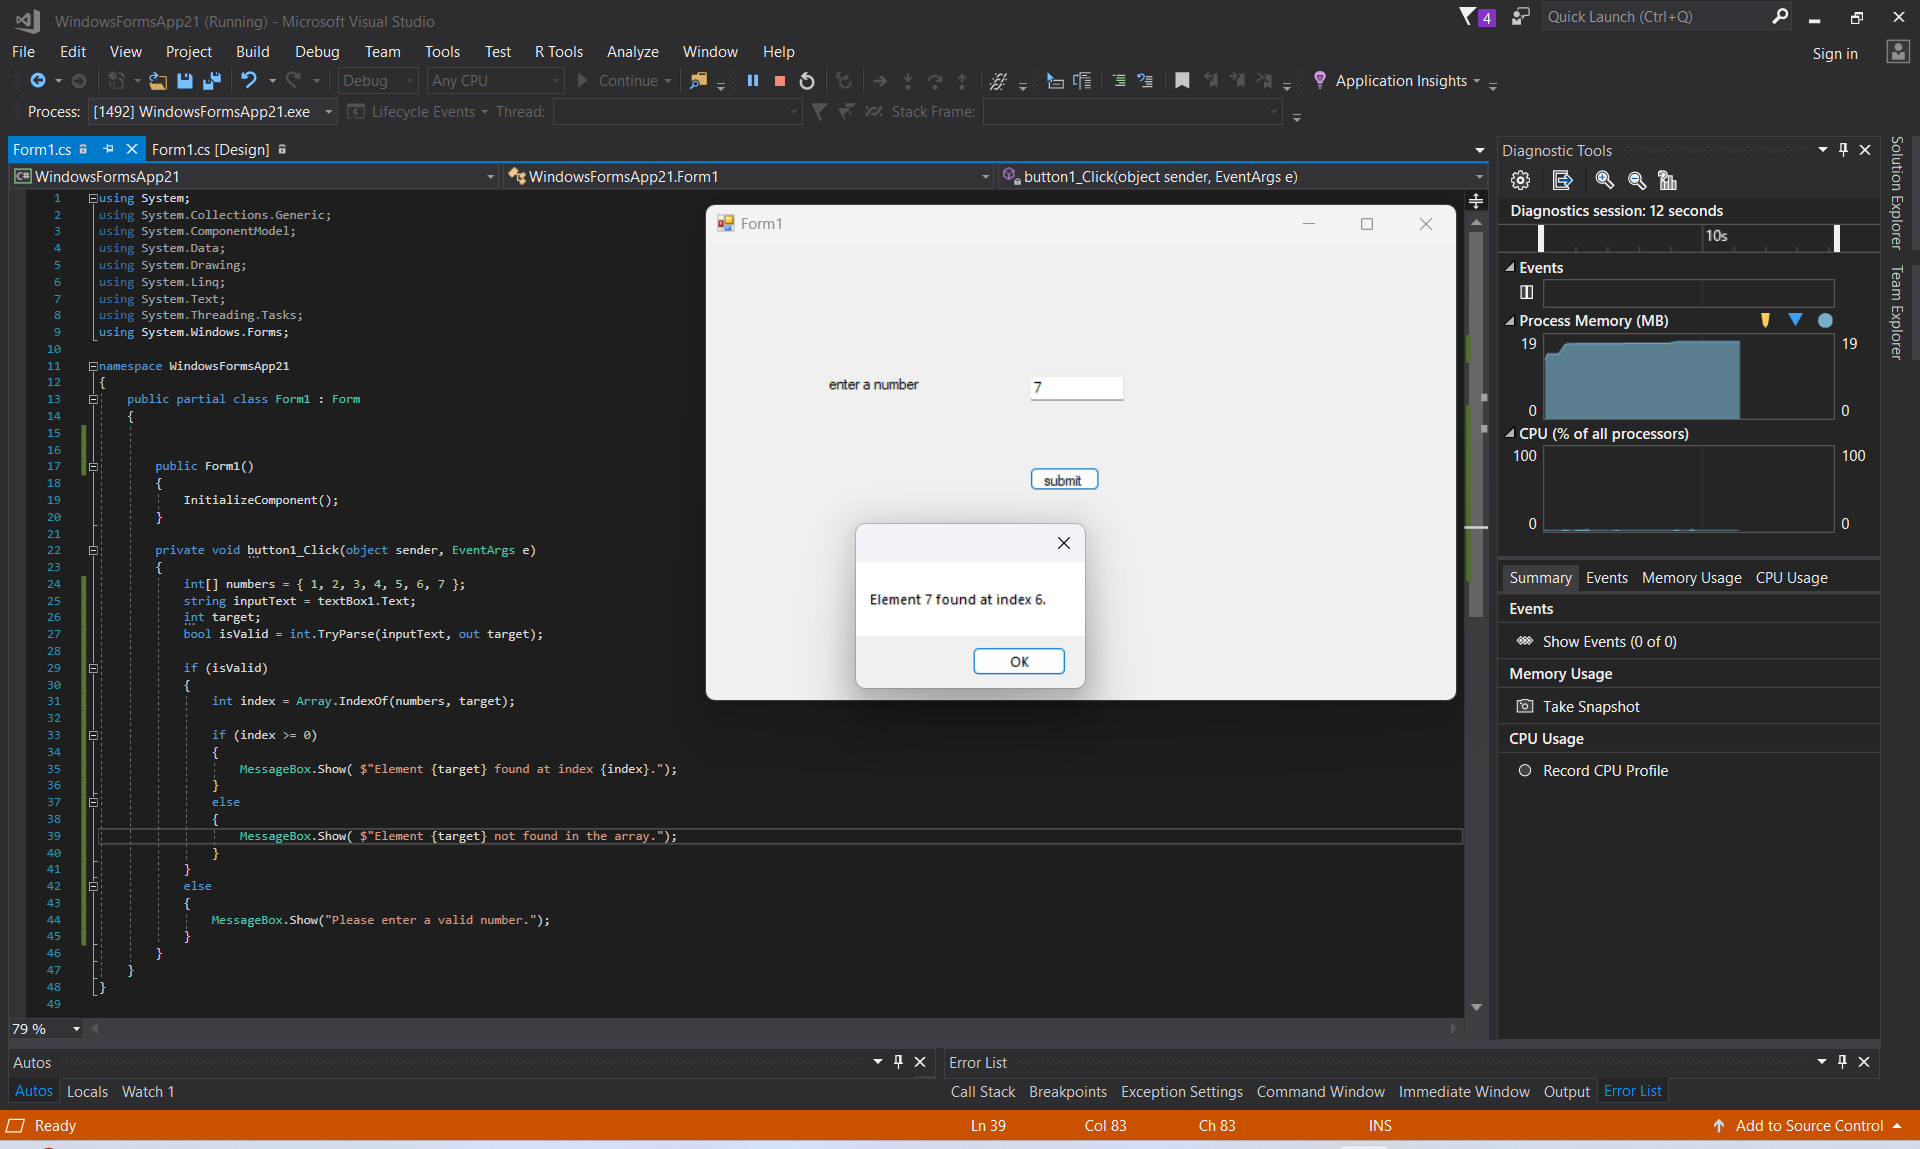 WindowsFormsApp21 (Running) - Microsoft Visual Studio
4
Quick Launch (Ctrl+Q)
File Edit View Project Build Debug Team Tools Test R Tools Analyze Window Help
Sign in
Debug Any CPU Continue Application Insights
Process: [1492] WindowsFormsApp21.exe Lifecycle Events Thread: Stack Frame:
Form1.cs Form1.cs [Design]
C# WindowsFormsApp21 WindowsFormsApp21.Form1 button1_Click(object sender, EventArgs e)
1 using System;
2 using System.Collections.Generic;
3 using System.ComponentModel;
4 using System.Data;
5 using System.Drawing;
6 using System.Linq;
7 using System.Text;
8 using System.Threading.Tasks;
9 using System.Windows.Forms;
10
11 namespace WindowsFormsApp21
12 {
13 public partial class Form1 : Form
14 {
15
16
17 public Form1()
18 {
19 InitializeComponent();
20 }
21
22 private void button1_Click(object sender, EventArgs e)
23 {
24 int[] numbers = { 1, 2, 3, 4, 5, 6, 7 };
25 string inputText = textBox1.Text;
26 int target;
27 bool isValid = int.TryParse(inputText, out target);
28
29 if (isValid)
30 {
31 int index = Array.IndexOf(numbers, target);
32
33 if (index >= 0)
34 {
35 MessageBox.Show( $"Element {target} found at index {index}.");
36 }
37 else
38 {
39 MessageBox.Show( $"Element {target} not found in the array.");
40 }
41 }
42 else
43 {
44 MessageBox.Show("Please enter a valid number.");
45 }
46 }
47 }
48 }
49
79 %
Form1
enter a number 7
submit
Element 7 found at index 6.
OK
Diagnostic Tools
Diagnostics session: 12 seconds
10s
Events
Process Memory (MB)
19 19
0 0
CPU (% of all processors)
100 100
0 0
Summary Events Memory Usage CPU Usage
Events
Show Events (0 of 0)
Memory Usage
Take Snapshot
CPU Usage
Record CPU Profile
Solution Explorer
Team Explorer
Autos
Autos Locals Watch 1
Error List
Call Stack Breakpoints Exception Settings Command Window Immediate Window Output Error List
Ready Ln 39 Col 83 Ch 83 INS Add to Source Control